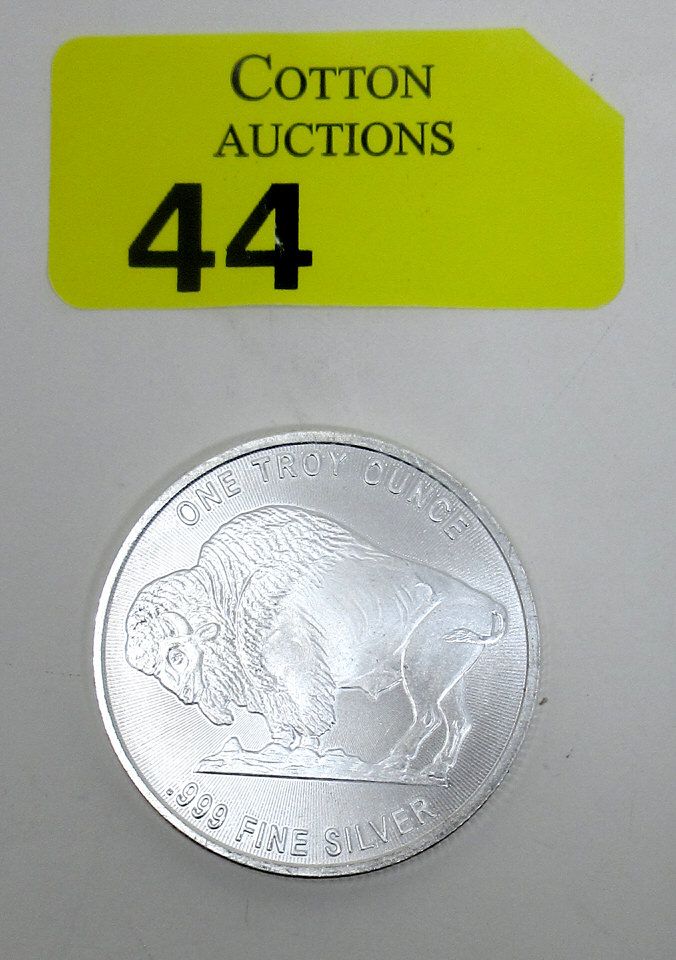 COTTON
AUCTIONS
44
ONE TROY OUNCE
.999 FINE SILVER